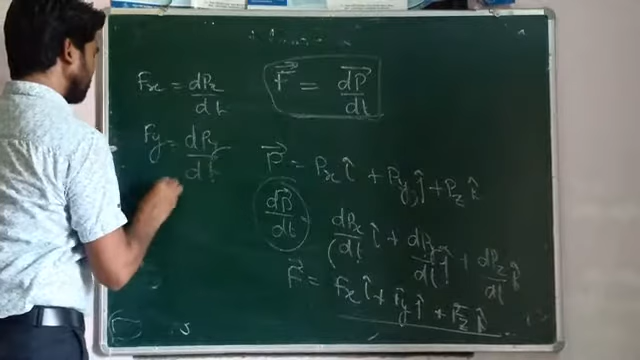 Fx = dPx/dt
Fy = dPy/dt
F⃗ = dP⃗/dt
P⃗ = Px î + Py ĵ + Pz k̂
dP⃗/dt dPx/dt î + dPy/dt ĵ + dPz/dt k̂
F⃗ = Fx î + Fy ĵ + Fz k̂